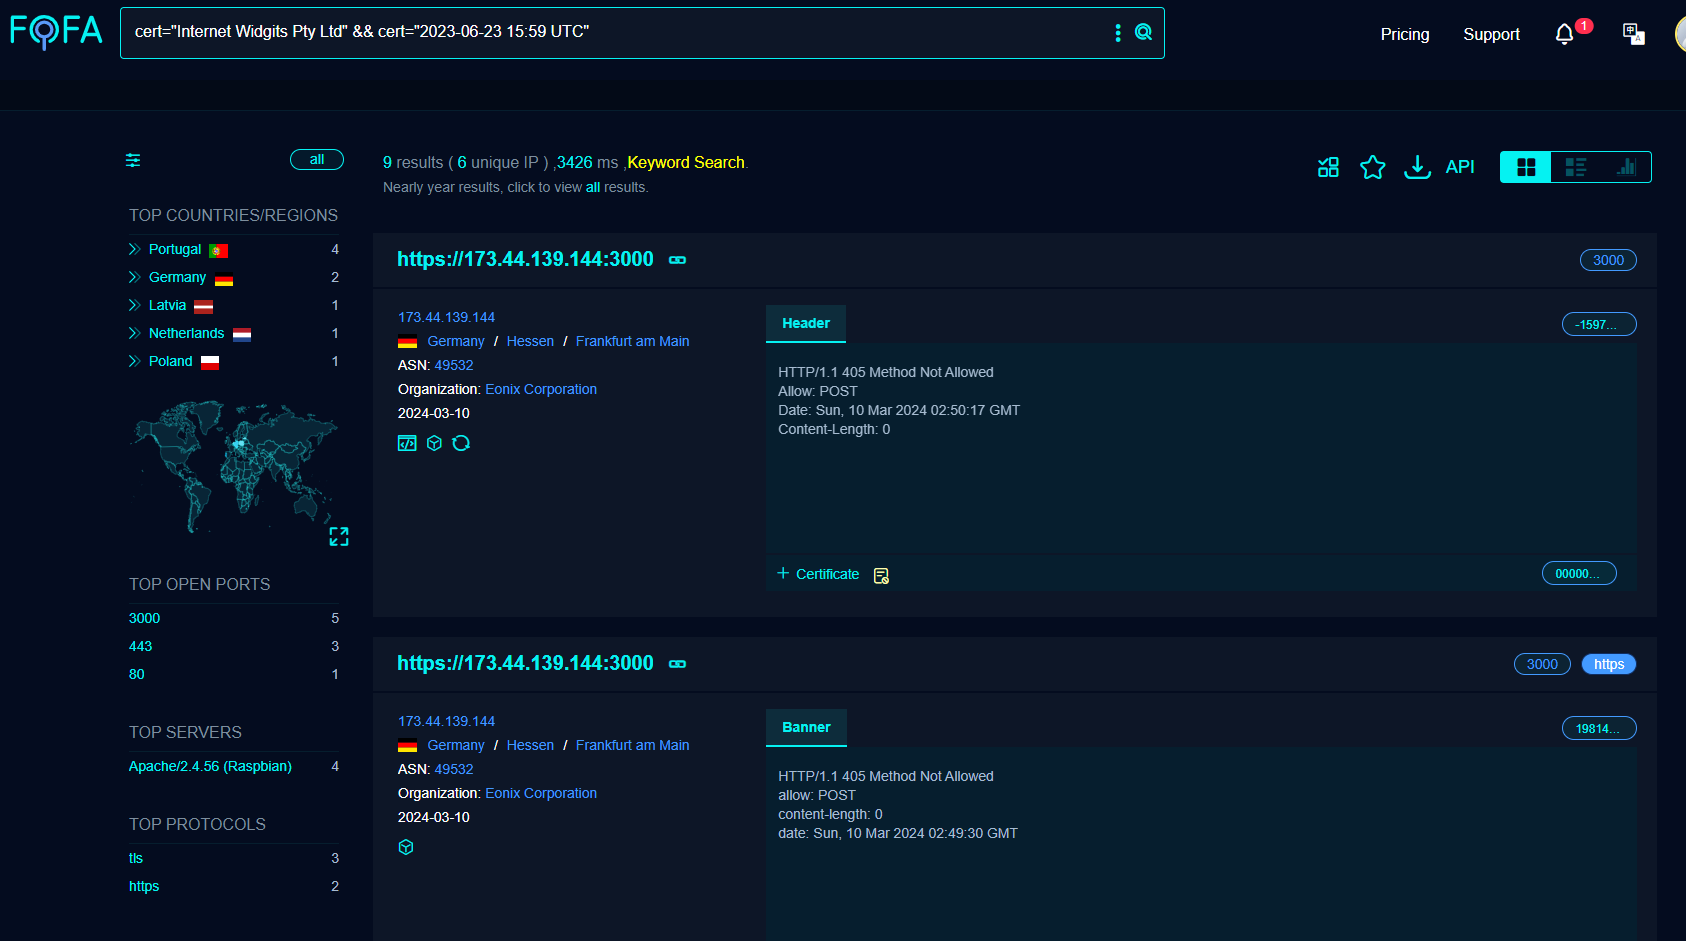 FOFA
cert="Internet Widgits Pty Ltd" && cert="2023-06-23 15:59 UTC"
Pricing
Support
1
all
9 results ( 6 unique IP ) ,3426 ms ,Keyword Search.
Nearly year results, click to view all results.
API
TOP COUNTRIES/REGIONS
Portugal 4
Germany 2
Latvia 1
Netherlands 1
Poland 1
TOP OPEN PORTS
3000 5
443 3
80 1
TOP SERVERS
Apache/2.4.56 (Raspbian) 4
TOP PROTOCOLS
tls 3
https 2
https://173.44.139.144:3000
3000
173.44.139.144
Germany / Hessen / Frankfurt am Main
ASN: 49532
Organization: Eonix Corporation
2024-03-10
Header
-1597...
HTTP/1.1 405 Method Not Allowed
Allow: POST
Date: Sun, 10 Mar 2024 02:50:17 GMT
Content-Length: 0
+ Certificate
00000...
https://173.44.139.144:3000
3000 https
173.44.139.144
Germany / Hessen / Frankfurt am Main
ASN: 49532
Organization: Eonix Corporation
2024-03-10
Banner
19814...
HTTP/1.1 405 Method Not Allowed
allow: POST
content-length: 0
date: Sun, 10 Mar 2024 02:49:30 GMT